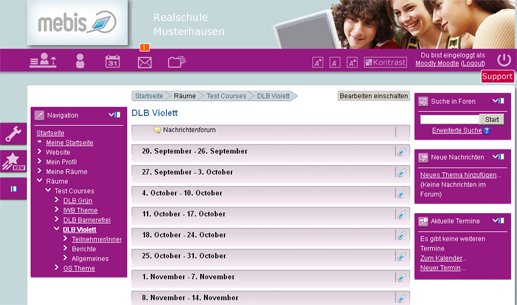 mebis
Realschule
Musterhausen
1
31
Kontrast
Du bist eingeloggt als
Moodly Moodle (Logout)
Support
Startseite
Räume
Test Courses
DLB Violett
Bearbeiten einschalten
Navigation
Startseite
Meine Startseite
Website
Mein Profil
Meine Räume
Räume
Test Courses
DLB Grün
IWB Theme
DLB Barrierefrei
DLB Violett
Teilnehmer/innen
Berichte
Allgemeines
GS Theme
DLB Violett
Nachrichtenforum
20. September - 26. September
27. September - 3. October
4. October - 10. October
11. October - 17. October
18. October - 24. October
25. October - 31. October
1. November - 7. November
8. November - 14. November
Suche in Foren
Start
Erweiterte Suche ?
Neue Nachrichten
Neues Thema hinzufügen...
(Keine Nachrichten im
Forum)
Aktuelle Termine
Es gibt keine weiteren
Termine
Zum Kalender...
Neuer Termin...